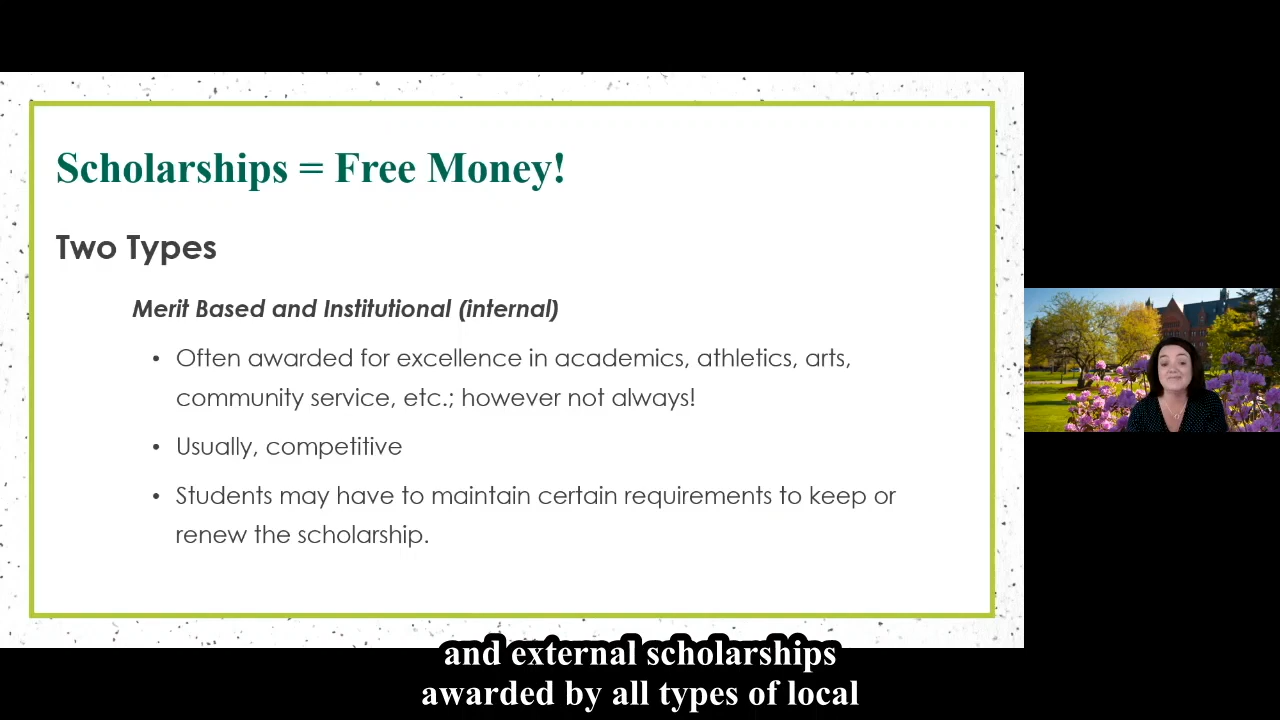 Scholarships = Free Money!
Two Types
Merit Based and Institutional (internal)
• Often awarded for excellence in academics, athletics, arts,
community service, etc.; however not always!
• Usually, competitive
• Students may have to maintain certain requirements to keep or
renew the scholarship.
and external scholarships
awarded by all types of local